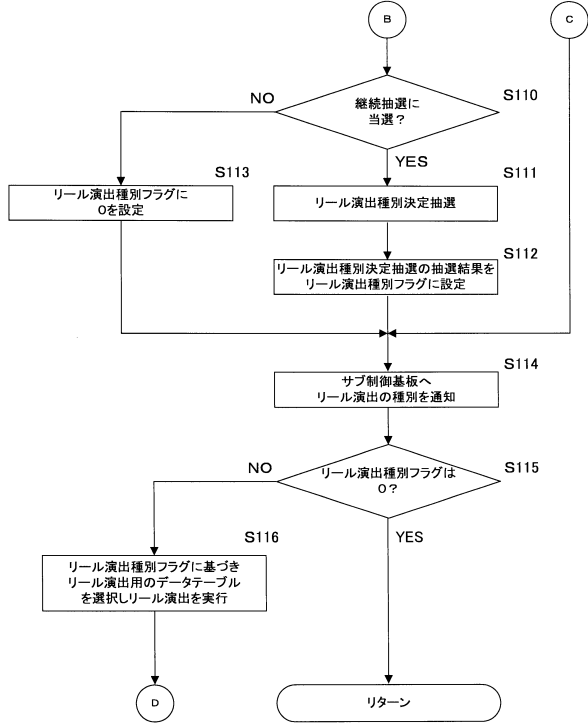 B
C
継続抽選に
当選？
S110
NO
YES
S113
リール演出種別フラグに
0を設定
S111
リール演出種別決定抽選
S112
リール演出種別決定抽選の抽選結果を
リール演出種別フラグに設定
S114
サブ制御基板へ
リール演出の種別を通知
リール演出種別フラグは
0？
S115
NO
YES
S116
リール演出種別フラグに基づき
リール演出用のデータテーブル
を選択しリール演出を実行
D
リターン